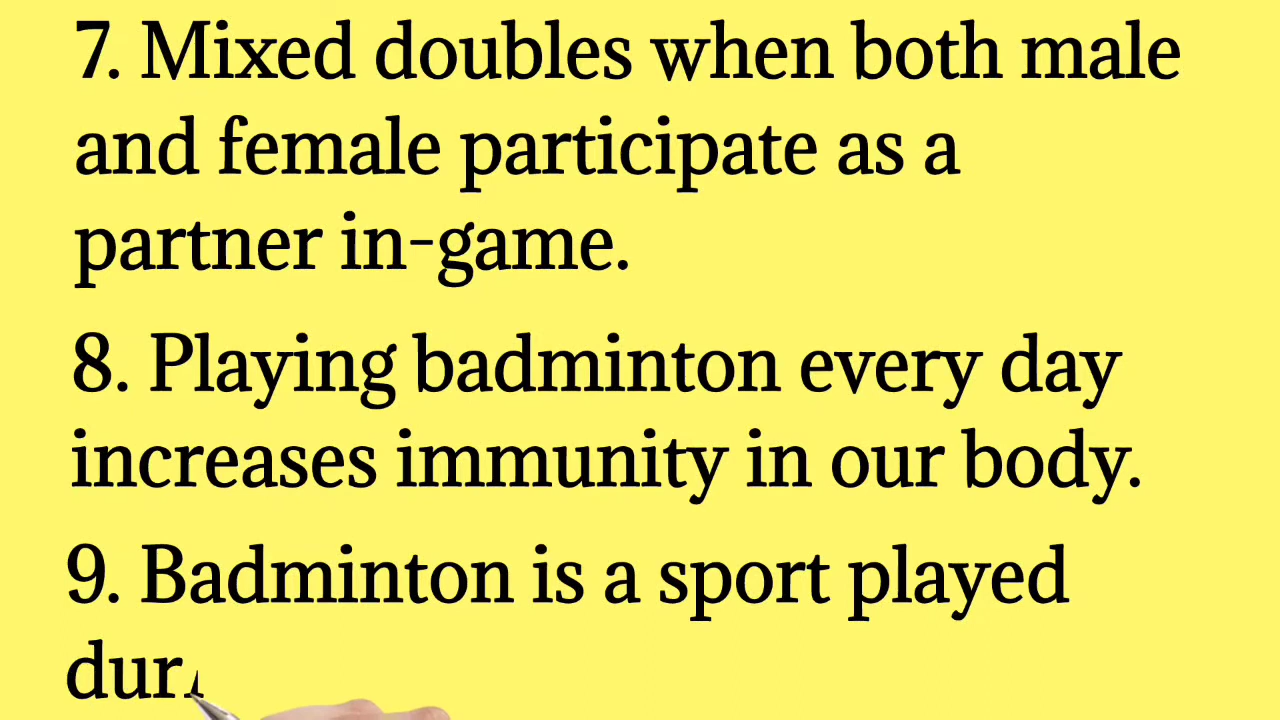 7. Mixed doubles when both male
and female participate as a
partner in-game.
8. Playing badminton every day
increases immunity in our body.
9. Badminton is a sport played